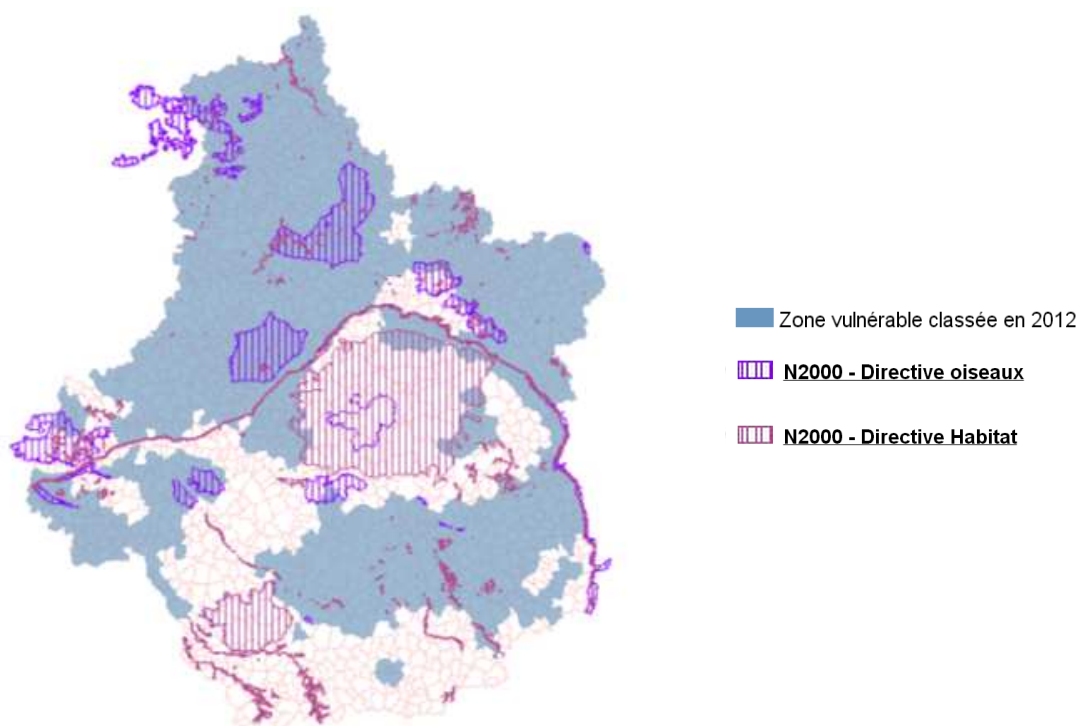 Zone vulnérable classée en 2012
N2000 - Directive oiseaux
N2000 - Directive Habitat